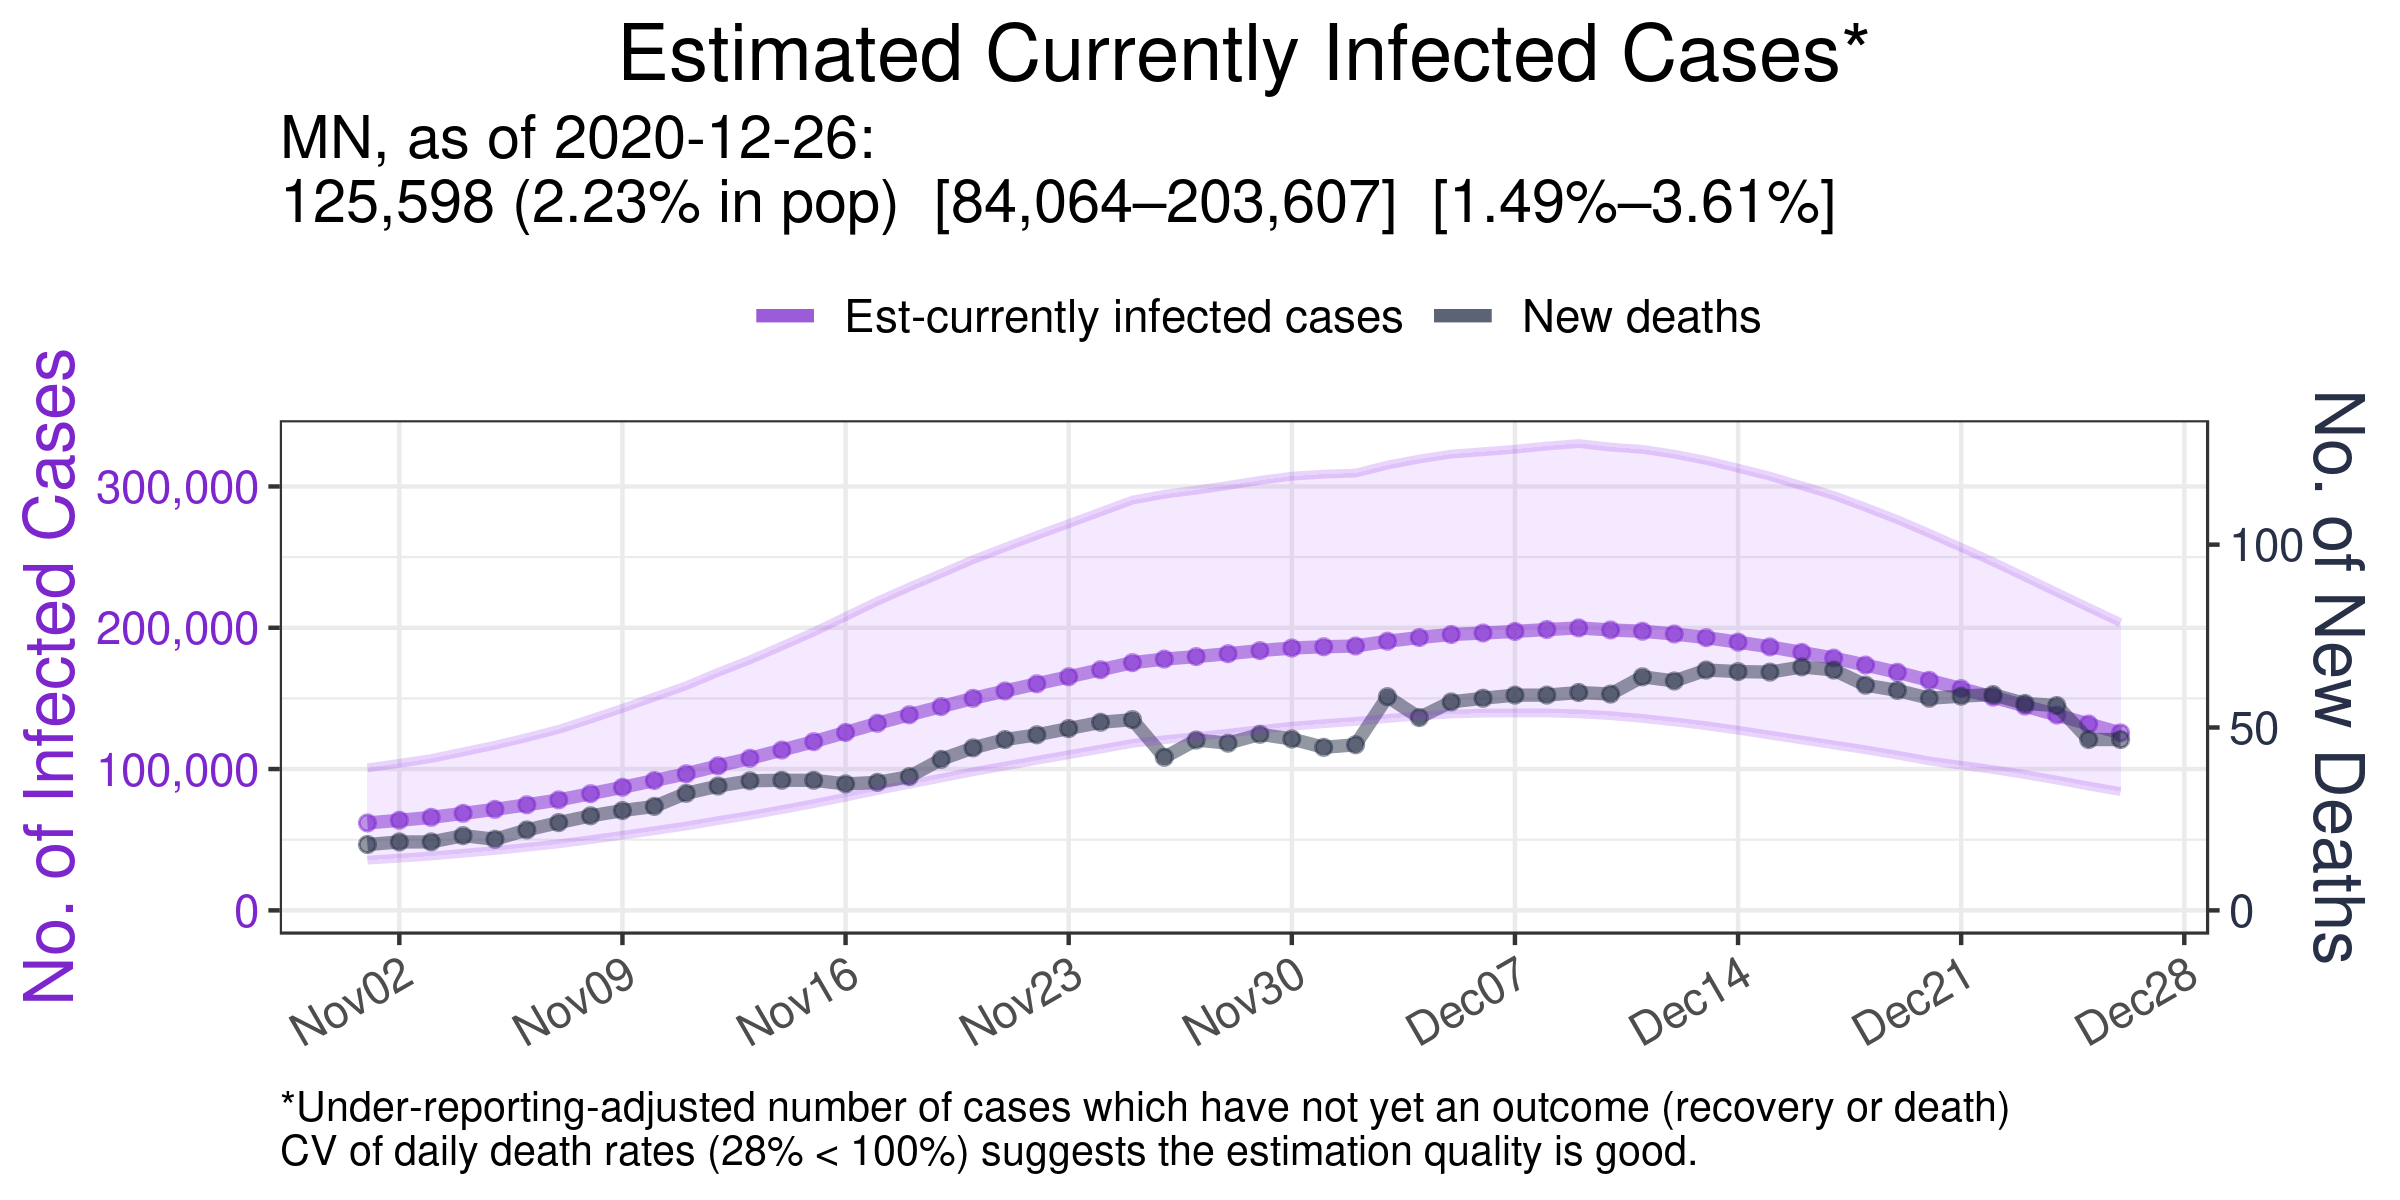 Estimated Currently Infected Cases*
MN, as of 2020-12-26:
125,598 (2.23% in pop)  [84,064–203,607]  [1.49%–3.61%]
Est-currently infected cases
New deaths
No. of Infected Cases
300,000
200,000
100,000
0
100
50
0
No. of New Deaths
Nov02
Nov09
Nov16
Nov23
Nov30
Dec07
Dec14
Dec21
Dec28
*Under-reporting-adjusted number of cases which have not yet an outcome (recovery or death)
CV of daily death rates (28% < 100%) suggests the estimation quality is good.